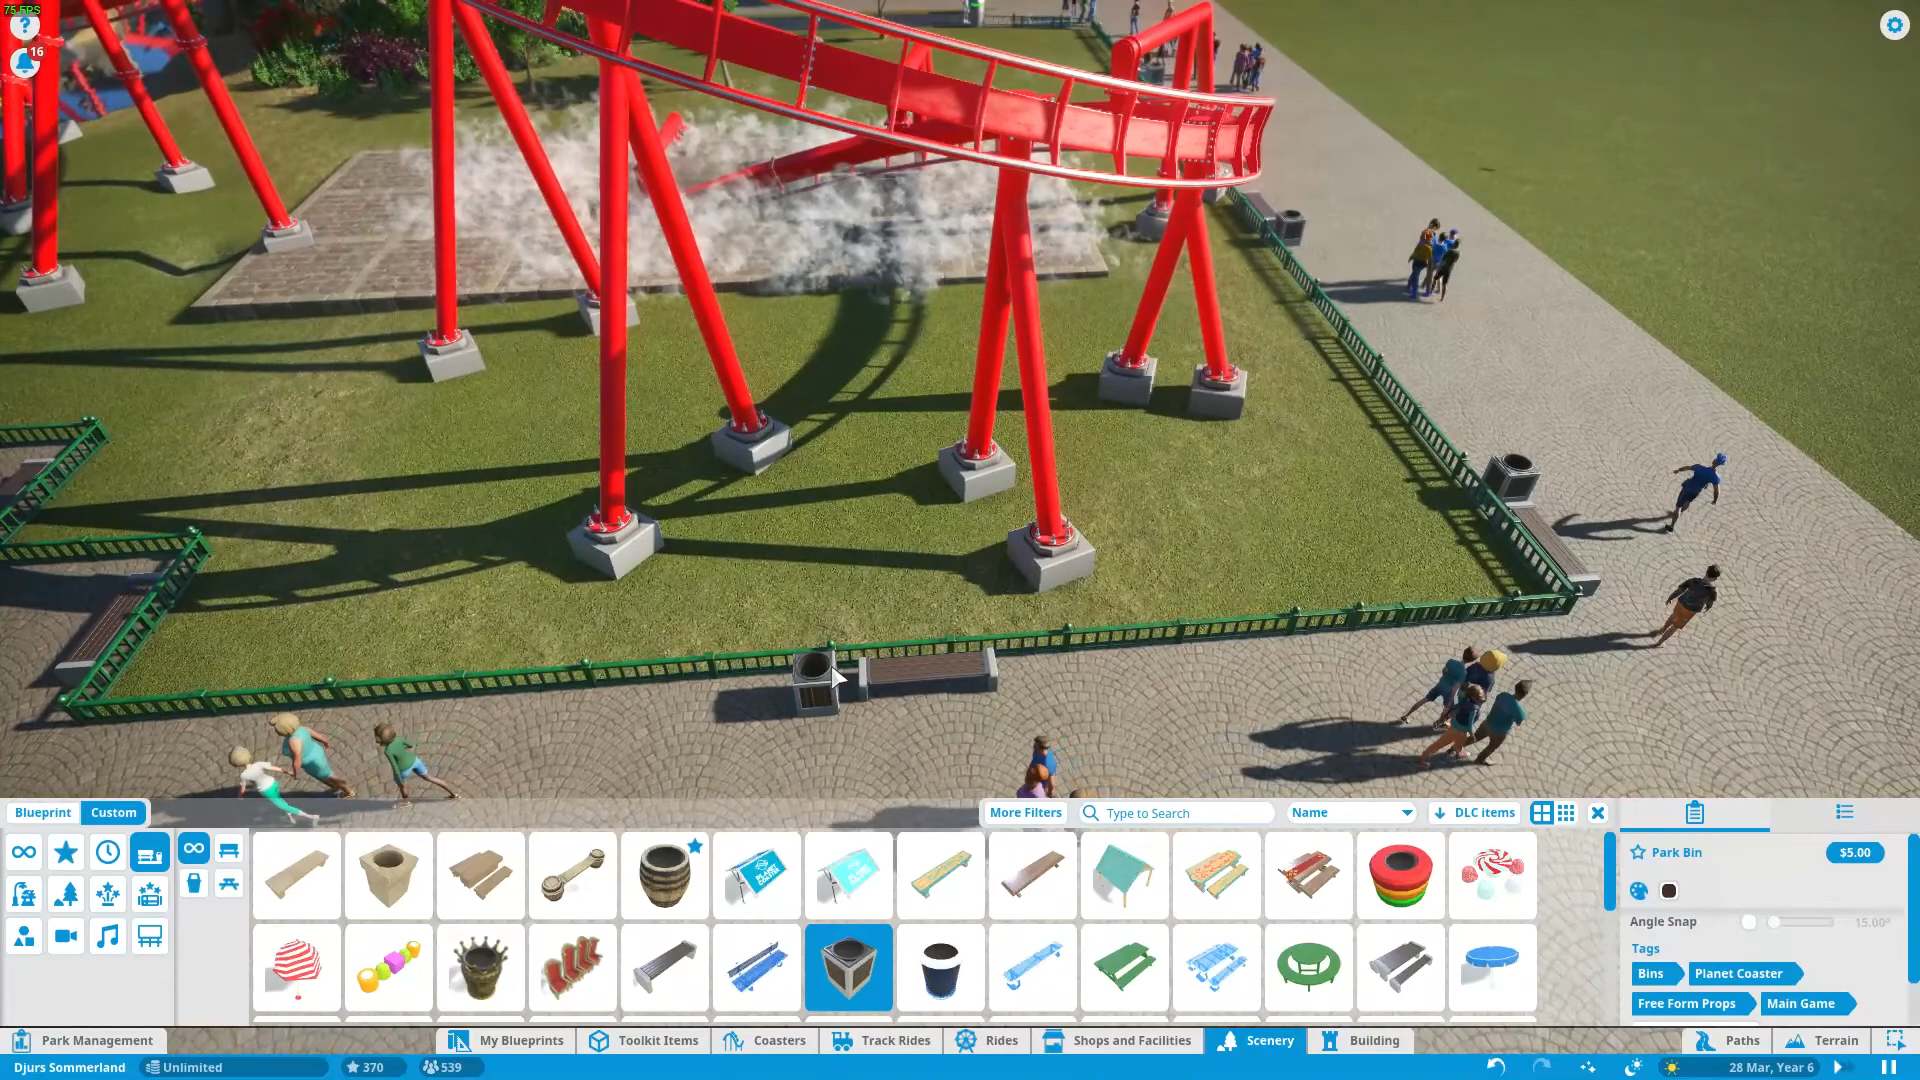 75 FPS
?
16
Blueprint
Custom
More Filters
Type to Search
Name
DLC items
PLANET COASTER
Park Bin
$5.00
Angle Snap
15.00°
Tags
Bins
Planet Coaster
Free Form Props
Main Game
Park Management
My Blueprints
Toolkit Items
Coasters
Track Rides
Rides
Shops and Facilities
Scenery
Building
Paths
Terrain
Djurs Sommerland
Unlimited
370
539
28 Mar, Year 6